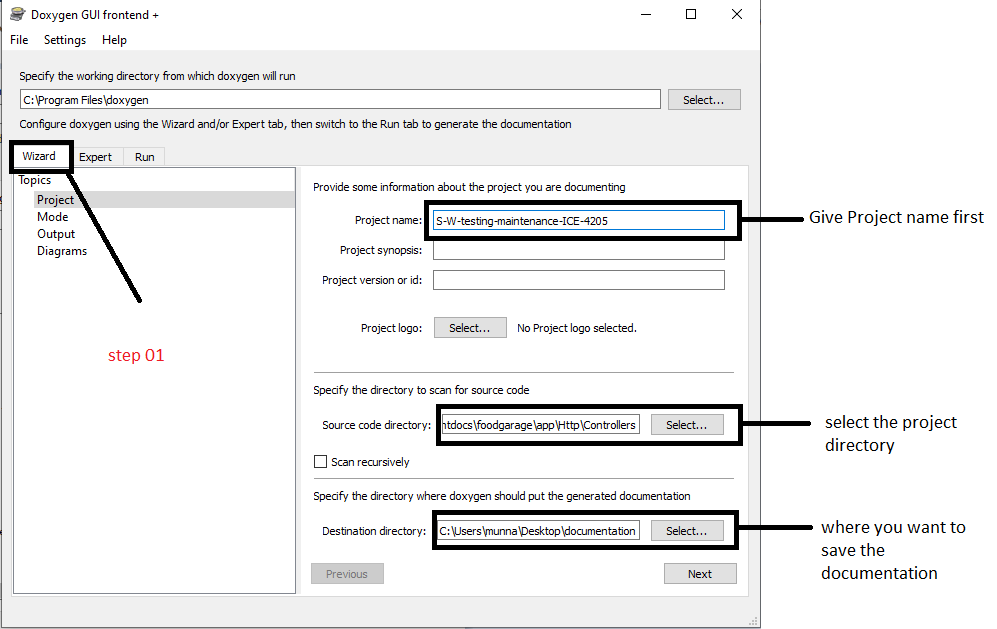 Doxygen GUI frontend +
File Settings Help
Specify the working directory from which doxygen will run
C:\Program Files\doxygen
Select...
Configure doxygen using the Wizard and/or Expert tab, then switch to the Run tab to generate the documentation
Wizard Expert Run
Topics
Project
Mode
Output
Diagrams
step 01
Provide some information about the project you are documenting
Project name: S-W-testing-maintenance-ICE-4205
Give Project name first
Project synopsis:
Project version or id:
Project logo: Select... No Project logo selected.
Specify the directory to scan for source code
Source code directory: htdocs\foodgarage\app\Http\Controllers Select...
select the project
directory
Scan recursively
Specify the directory where doxygen should put the generated documentation
Destination directory: C:\Users\munna\Desktop\documentation Select...
where you want to
save the
documentation
Previous Next